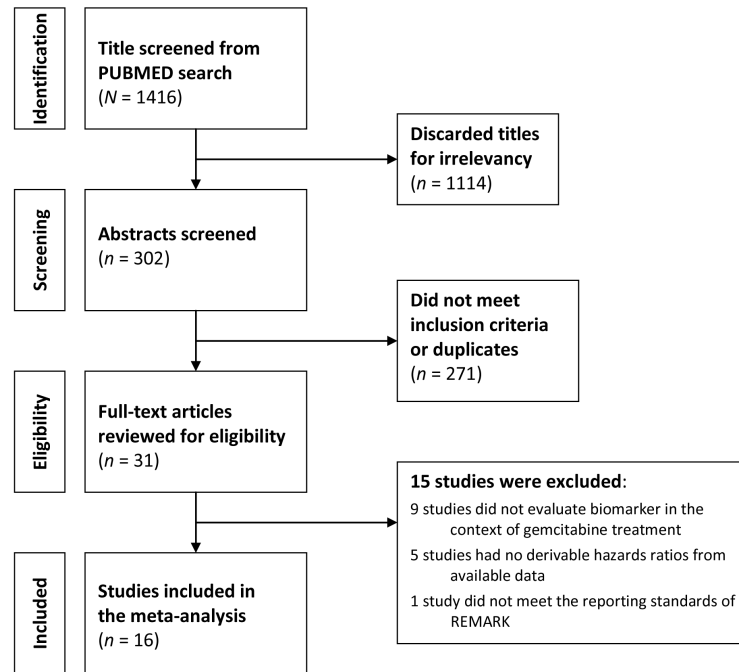 Identification
Title screened from
PUBMED search
(N = 1416)
Discarded titles
for irrelevancy
(n = 1114)
Screening
Abstracts screened
(n = 302)
Did not meet
inclusion criteria
or duplicates
(n = 271)
Eligibility
Full-text articles
reviewed for eligibility
(n = 31)
15 studies were excluded:
9 studies did not evaluate biomarker in the
context of gemcitabine treatment
5 studies had no derivable hazards ratios from
available data
1 study did not meet the reporting standards of
REMARK
Included
Studies included in
the meta-analysis
(n = 16)